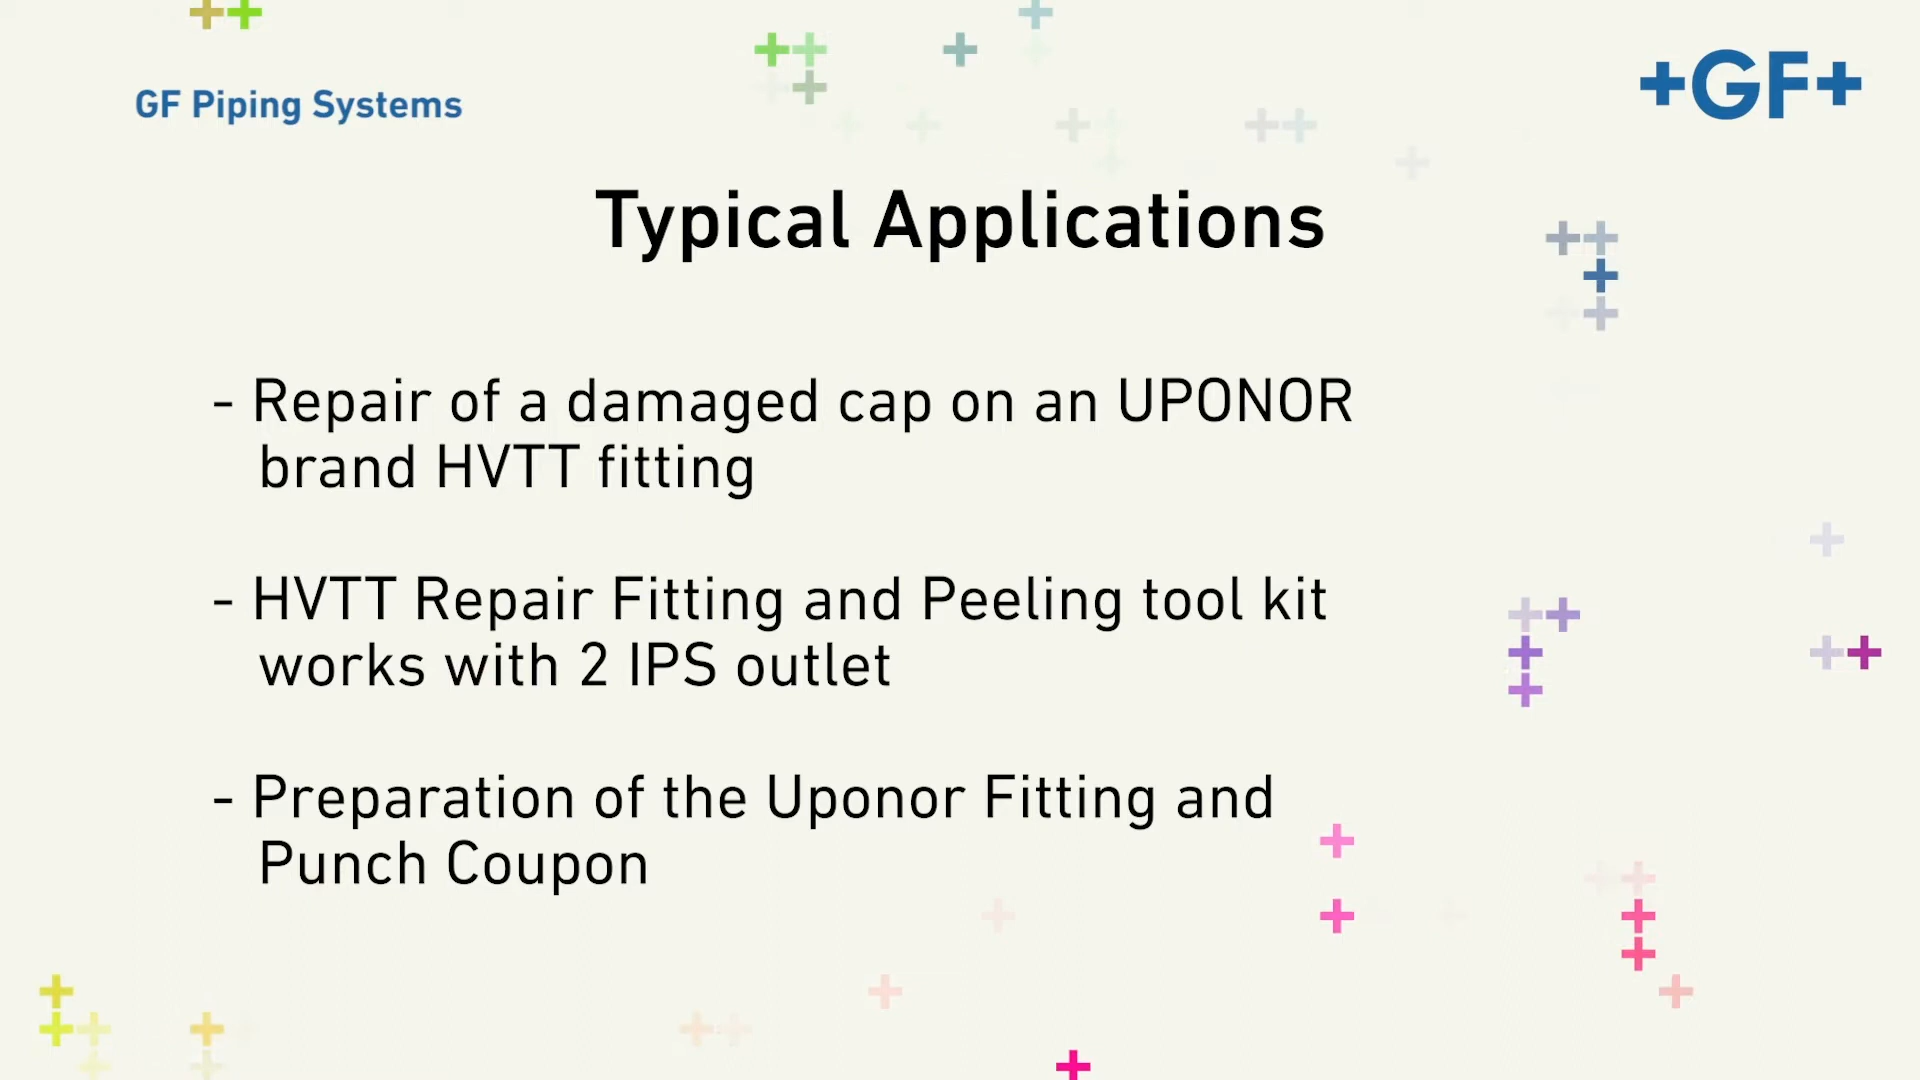 GF Piping Systems
+GF+
Typical Applications
- Repair of a damaged cap on an UPONOR
brand HVTT fitting
- HVTT Repair Fitting and Peeling tool kit
works with 2 IPS outlet
- Preparation of the Uponor Fitting and
Punch Coupon